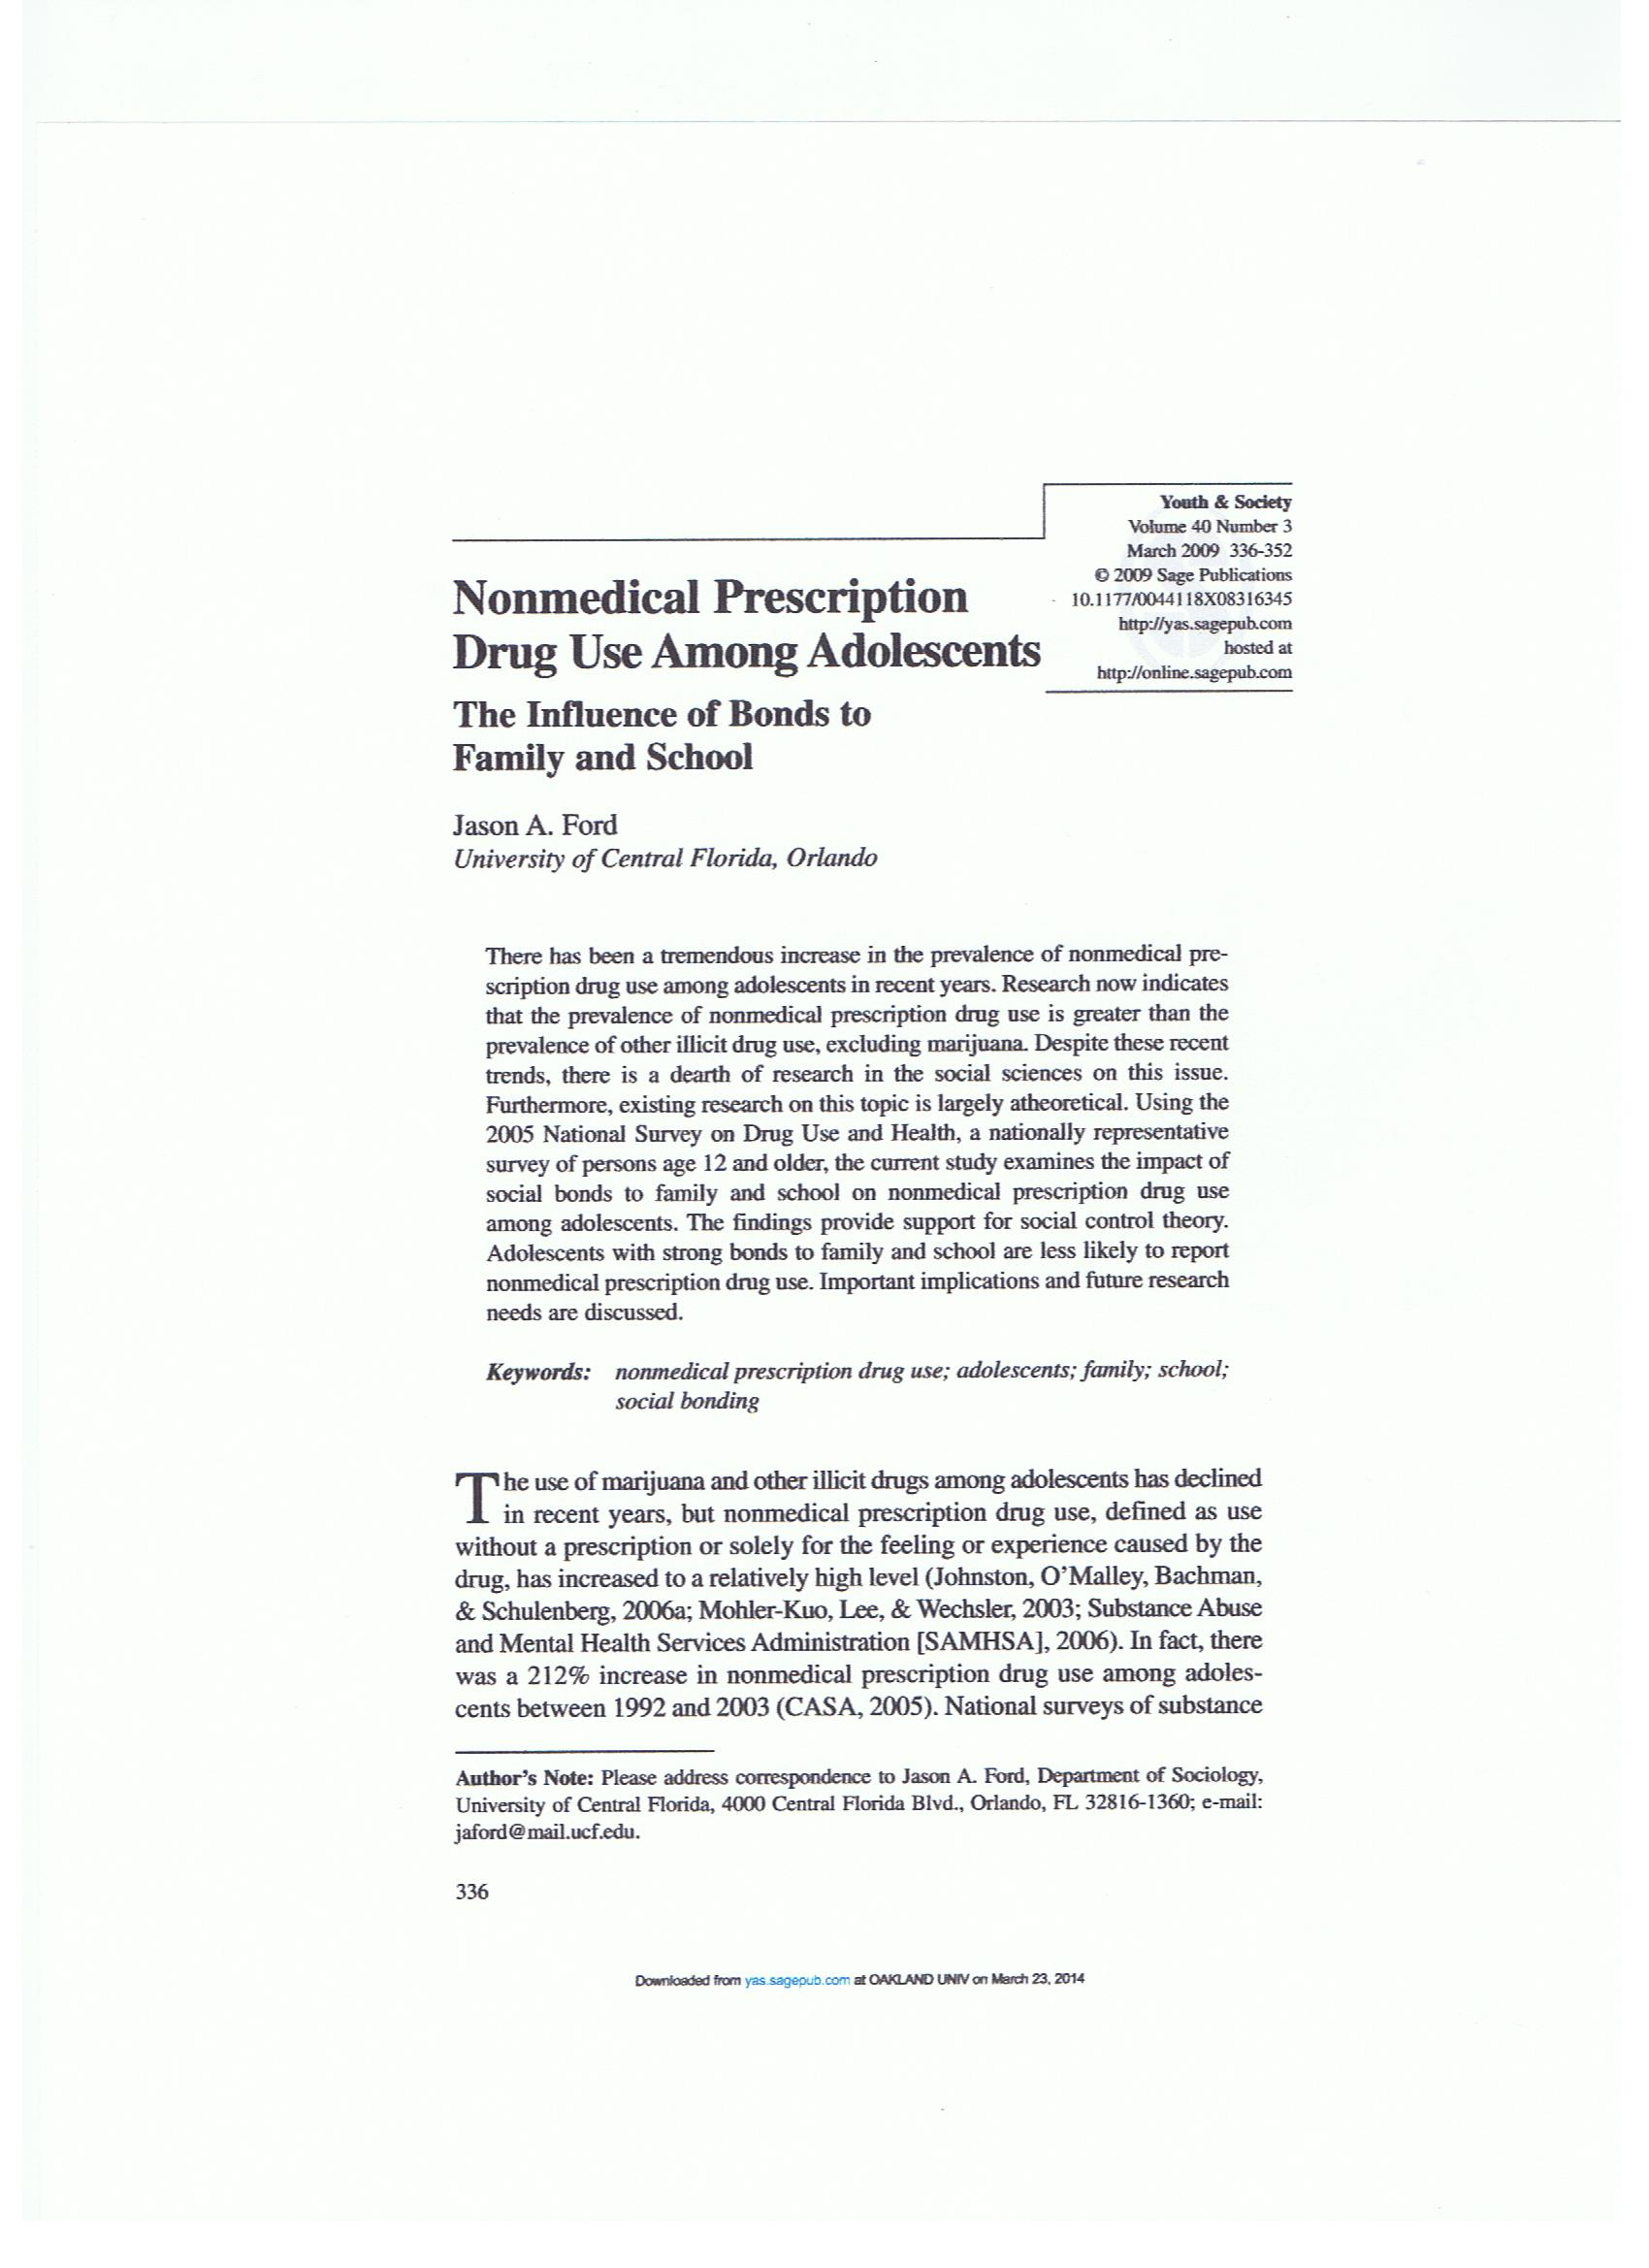 Youth & Society
Volume 40 Number 3
March 2009 336-352
© 2009 Sage Publications
10.1177/0044118X08316345
http://yas.sagepub.com
hosted at
http://online.sagepub.com
Nonmedical Prescription
Drug Use Among Adolescents
The Influence of Bonds to
Family and School
Jason A. Ford
University of Central Florida, Orlando
There has been a tremendous increase in the prevalence of nonmedical pre-
scription drug use among adolescents in recent years. Research now indicates
that the prevalence of nonmedical prescription drug use is greater than the
prevalence of other illicit drug use, excluding marijuana. Despite these recent
trends, there is a dearth of research in the social sciences on this issue.
Furthermore, existing research on this topic is largely atheoretical. Using the
2005 National Survey on Drug Use and Health, a nationally representative
survey of persons age 12 and older, the current study examines the impact of
social bonds to family and school on nonmedical prescription drug use
among adolescents. The findings provide support for social control theory.
Adolescents with strong bonds to family and school are less likely to report
nonmedical prescription drug use. Important implications and future research
needs are discussed.
Keywords: nonmedical prescription drug use; adolescents; family; school;
social bonding
The use of marijuana and other illicit drugs among adolescents has declined
in recent years, but nonmedical prescription drug use, defined as use
without a prescription or solely for the feeling or experience caused by the
drug, has increased to a relatively high level (Johnston, O'Malley, Bachman,
& Schulenberg, 2006a; Mohler-Kuo, Lee, & Wechsler, 2003; Substance Abuse
and Mental Health Services Administration [SAMHSA], 2006). In fact, there
was a 212% increase in nonmedical prescription drug use among adoles-
cents between 1992 and 2003 (CASA, 2005). National surveys of substance
Author's Note: Please address correspondence to Jason A. Ford, Department of Sociology,
University of Central Florida, 4000 Central Florida Blvd., Orlando, FL 32816-1360; e-mail:
jaford@mail.ucf.edu.
336
Downloaded from yas.sagepub.com at OAKLAND UNIV on March 23, 2014